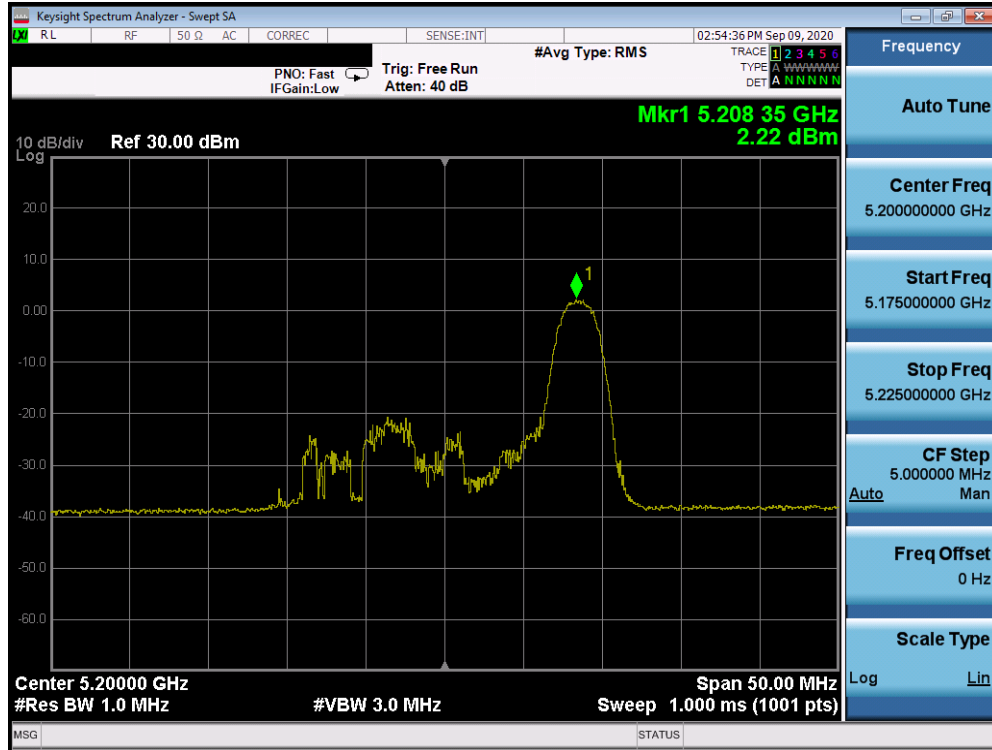 Keysight Spectrum Analyzer - Swept SA
LXI RL RF 50 Ω AC CORREC SENSE:INT 02:54:36 PM Sep 09, 2020
#Avg Type: RMS
TRACE 1 2 3 4 5 6
TYPE A WWWWW
DET A N N N N N
PNO: Fast Trig: Free Run
IFGain:Low Atten: 40 dB
Mkr1 5.208 35 GHz
2.22 dBm
10 dB/div Ref 30.00 dBm
Log
20.0
10.0
0.00
-10.0
-20.0
-30.0
-40.0
-50.0
-60.0
1
Center 5.20000 GHz Span 50.00 MHz
#Res BW 1.0 MHz #VBW 3.0 MHz Sweep 1.000 ms (1001 pts)
MSG STATUS
Frequency
Auto Tune
Center Freq
5.200000000 GHz
Start Freq
5.175000000 GHz
Stop Freq
5.225000000 GHz
CF Step
5.000000 MHz
Auto Man
Freq Offset
0 Hz
Scale Type
Log Lin